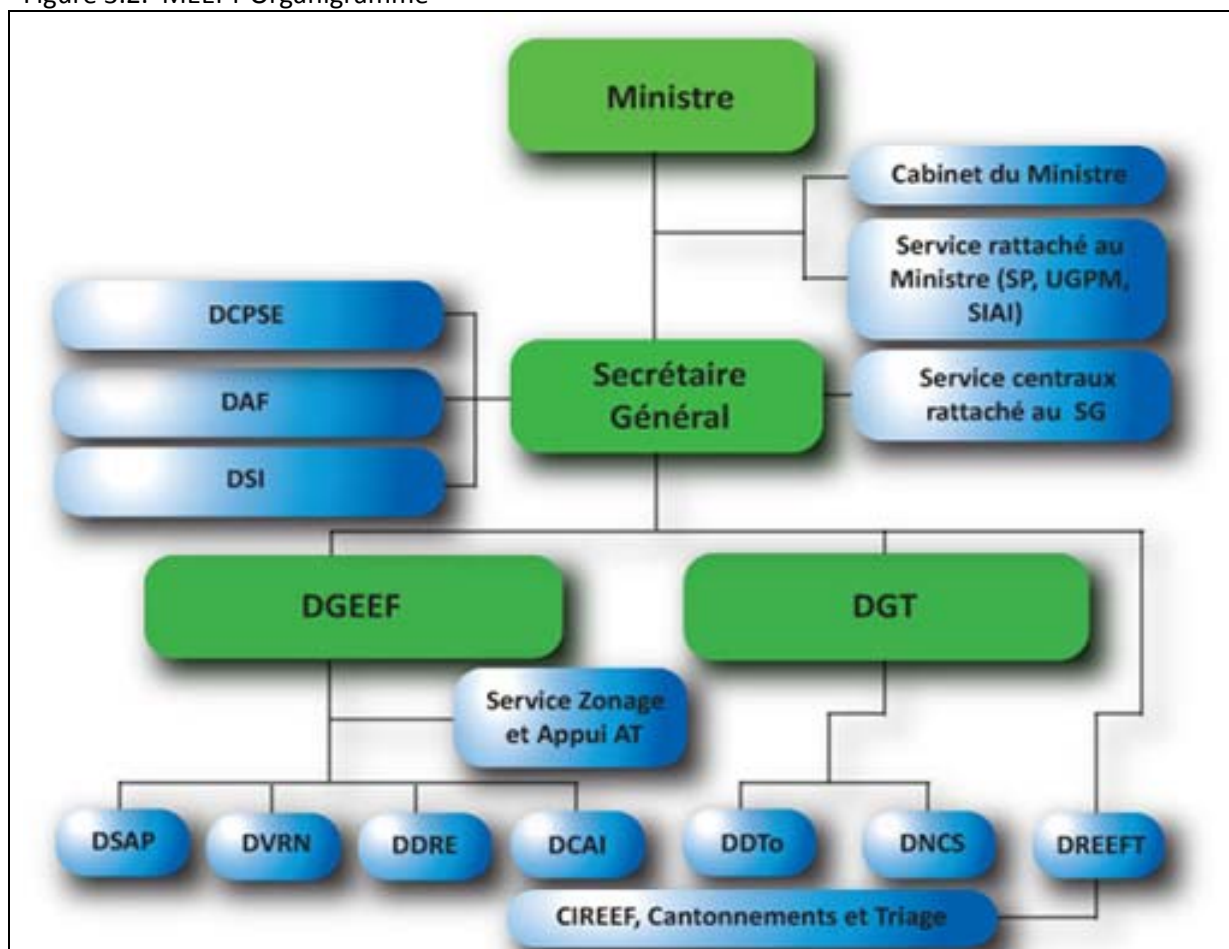 Figure 3.2: MEEFT Organigramme
Ministre
Cabinet du Ministre
Service rattaché au
Ministre (SP, UGPM,
SIAI)
DCPSE
DAF
DSI
Secrétaire
Général
Service centraux
rattaché au SG
DGEEF
DGT
Service Zonage
et Appui AT
DSAP
DVRN
DDRE
DCAI
DDTo
DNCS
DREEFT
CIREEF, Cantonnements et Triage